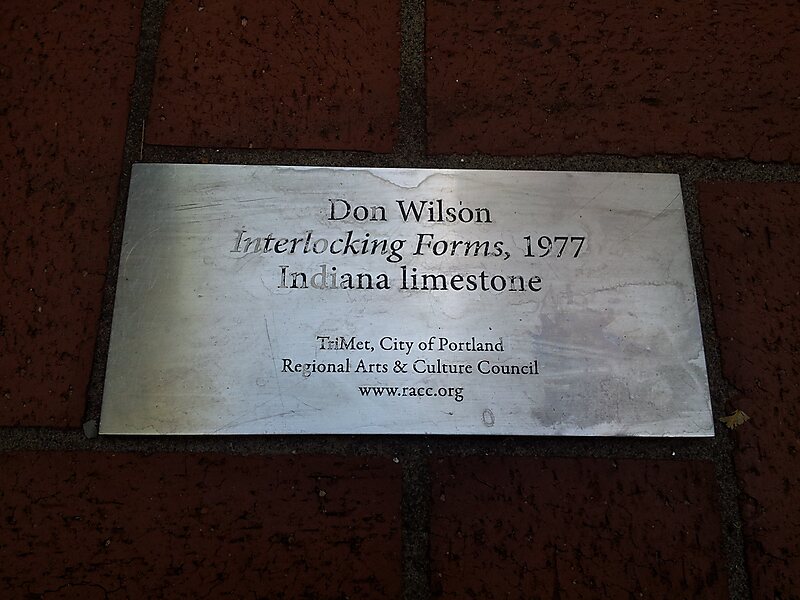 Don Wilson
Interlocking Forms, 1977
Indiana limestone
TriMet, City of Portland
Regional Arts & Culture Council
www.racc.org